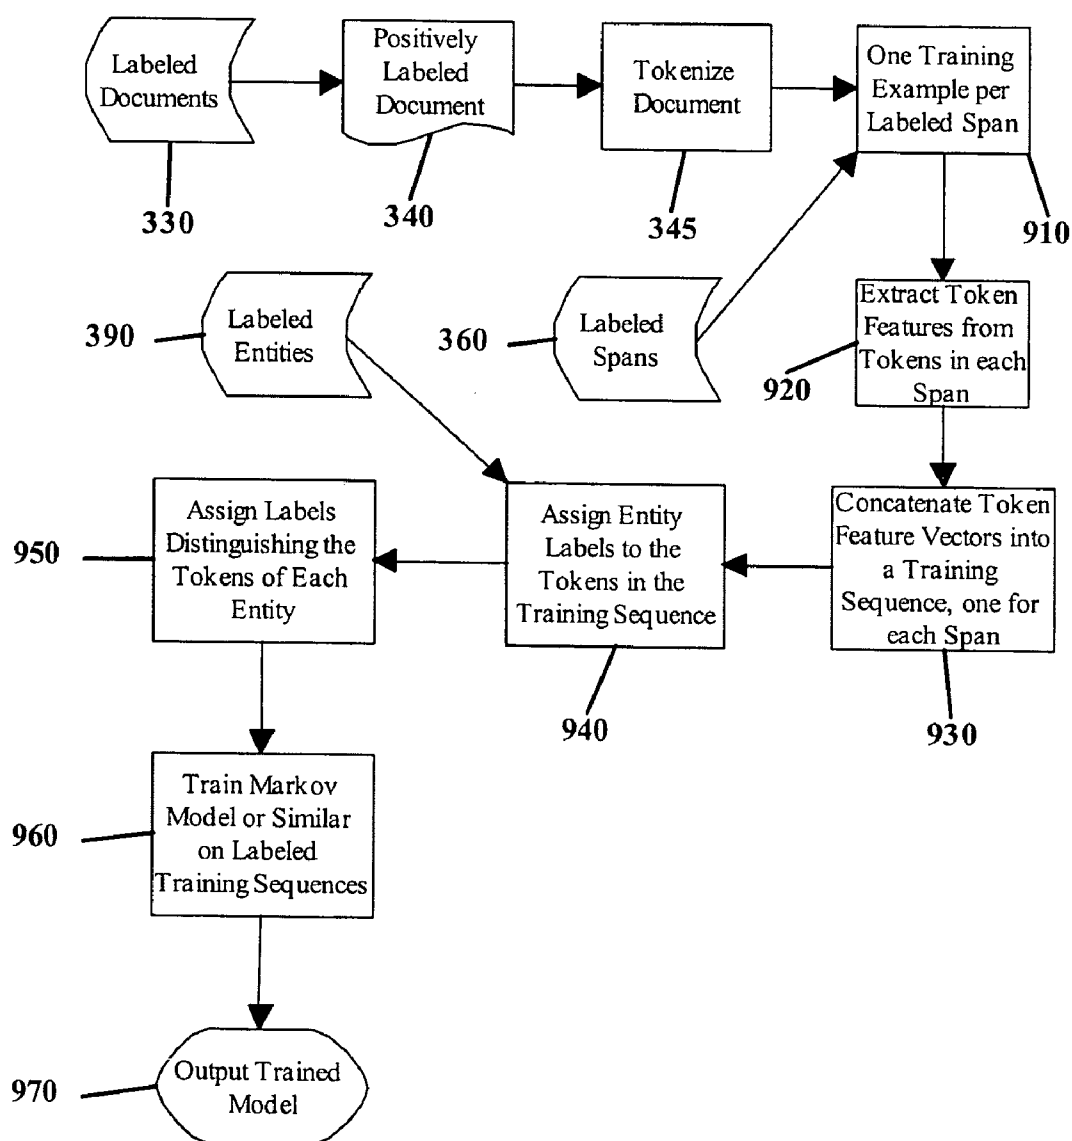 Labeled
Documents
Positively
Labeled
Document
Tokenize
Document
One Training
Example per
Labeled Span
330
340
345
910
390
Labeled
Entities
360
Labeled
Spans
Extract Token
Features from
Tokens in each
Span
920
950
Assign Labels
Distinguishing the
Tokens of Each
Entity
Assign Entity
Labels to the
Tokens in the
Training Sequence
Concatenate Token
Feature Vectors into
a Training
Sequence, one for
each Span
940
930
960
Train Markov
Model or Similar
on Labeled
Training Sequences
970
Output Trained
Model